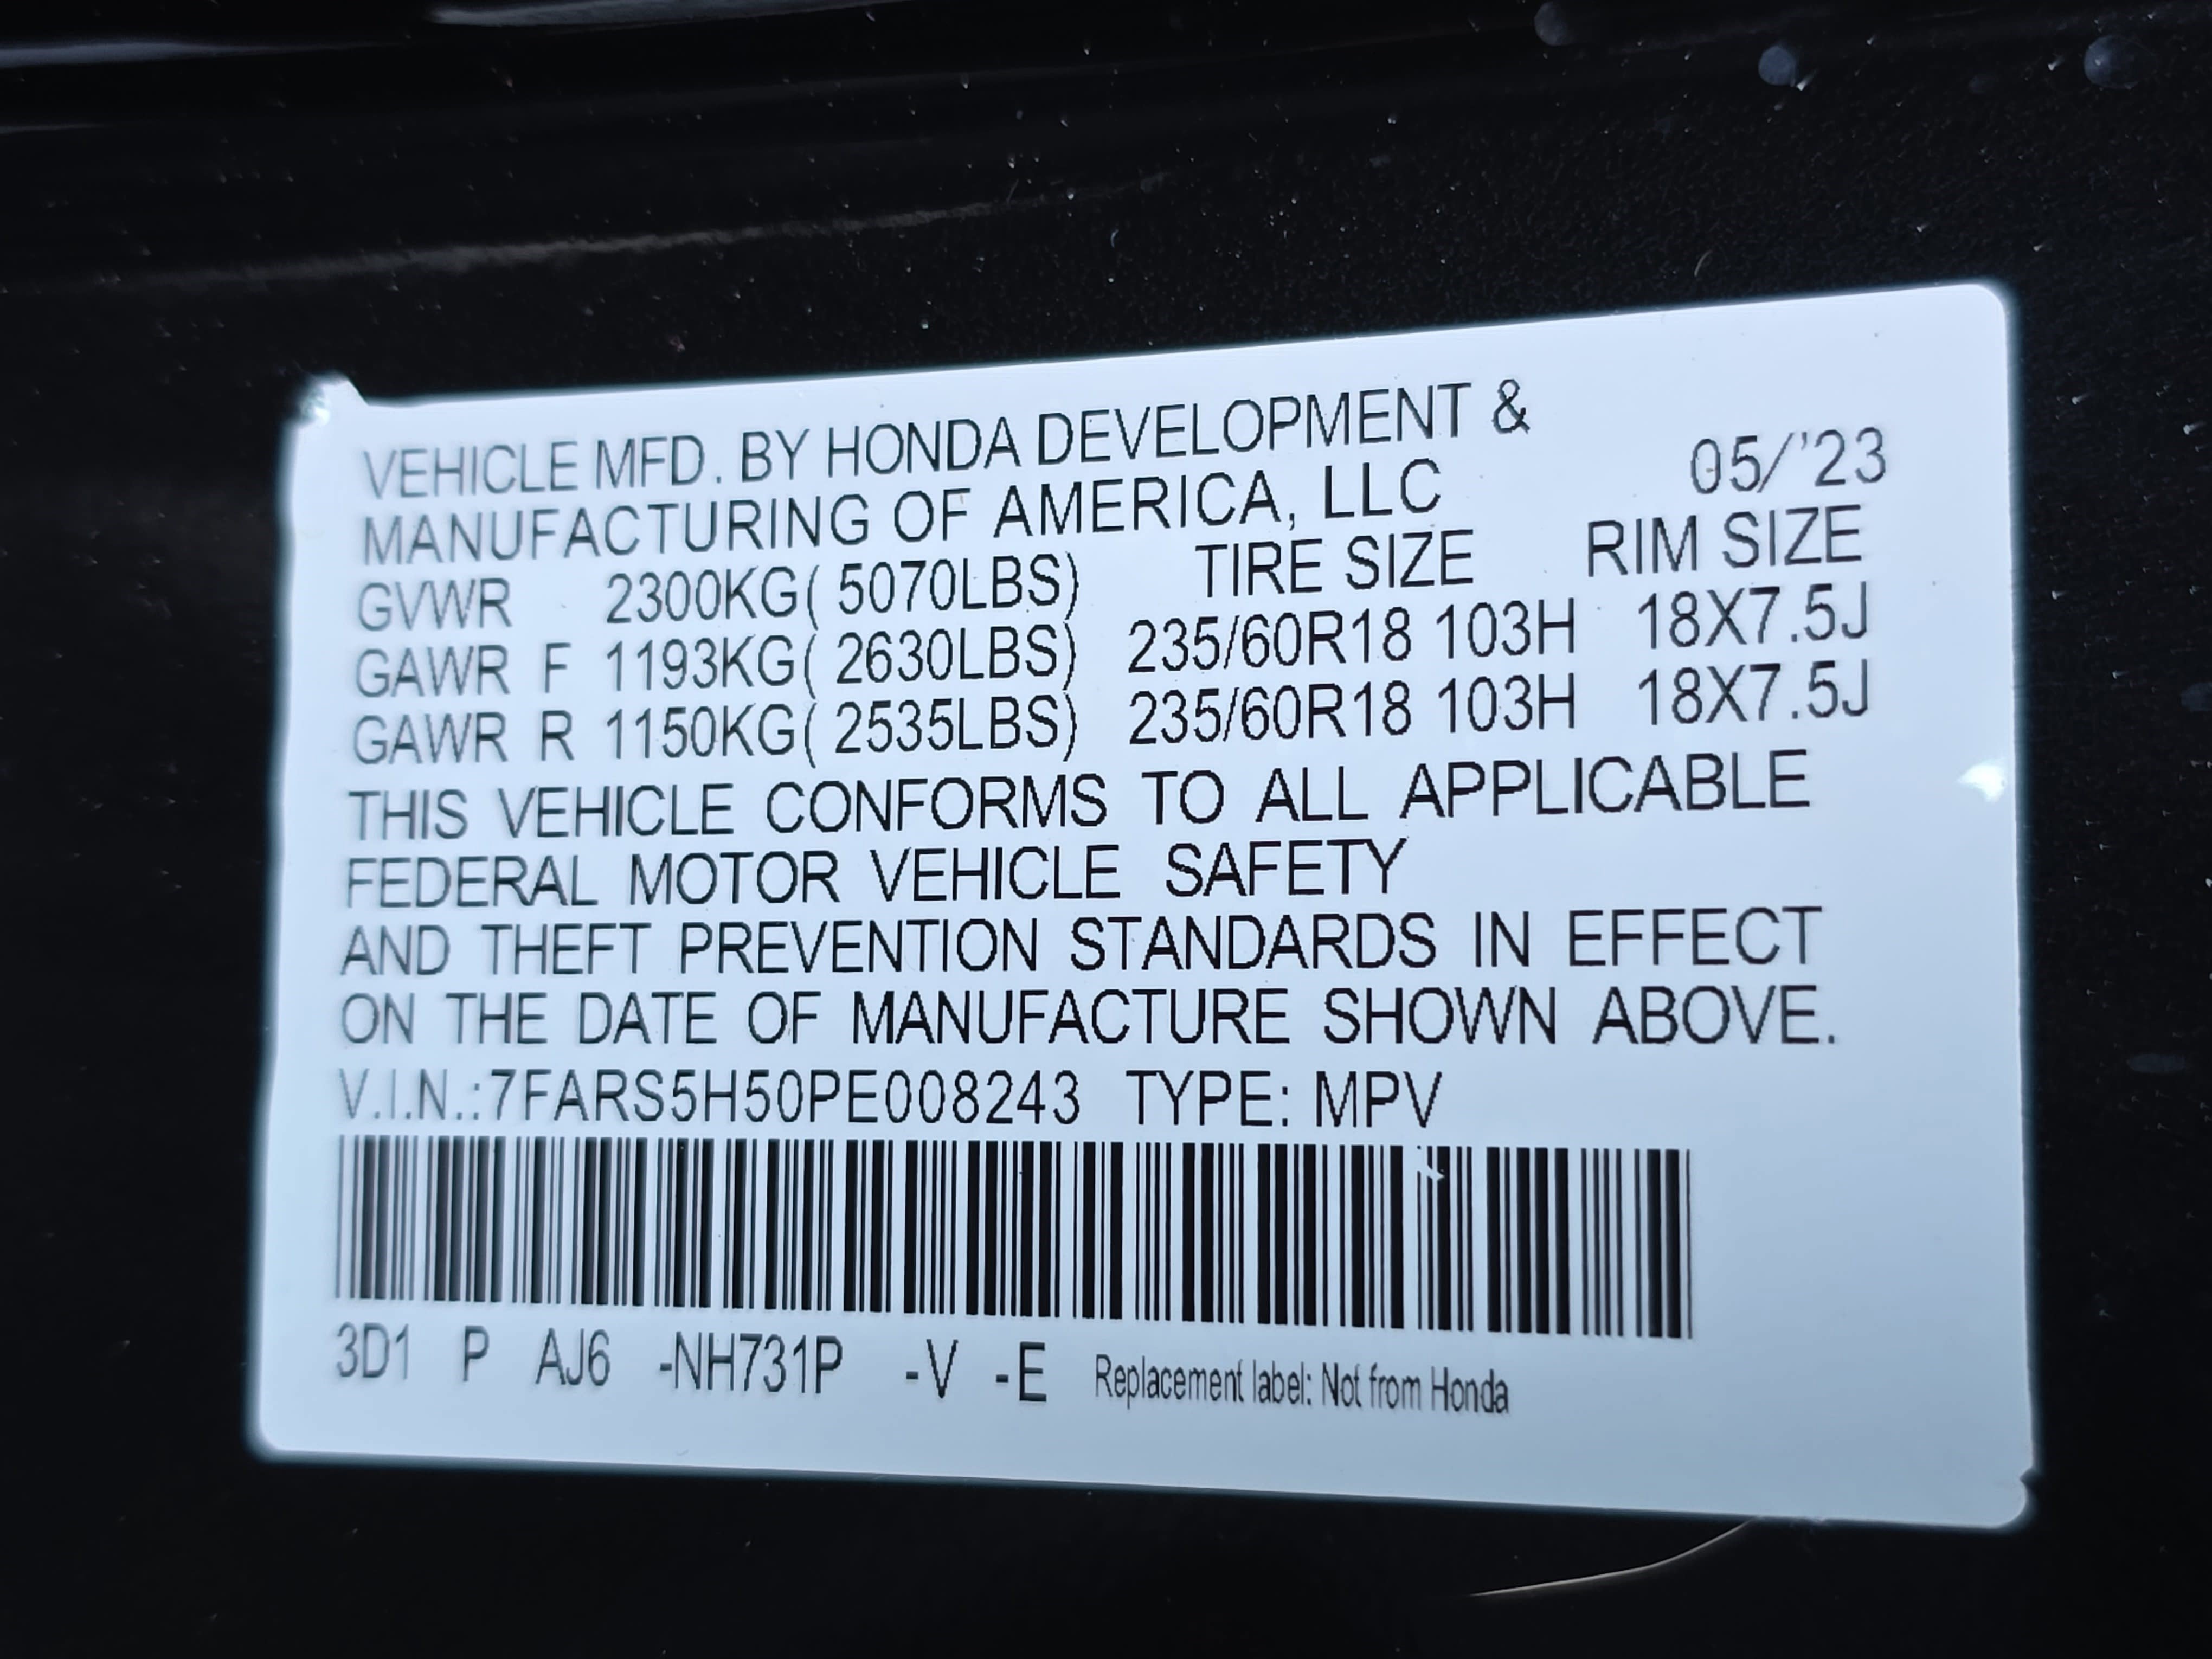 VEHICLE MFD. BY HONDA DEVELOPMENT &
MANUFACTURING OF AMERICA, LLC 05/'23
GVWR 2300KG( 5070LBS) TIRE SIZE RIM SIZE
GAWR F 1193KG( 2630LBS) 235/60R18 103H 18X7.5J
GAWR R 1150KG( 2535LBS) 235/60R18 103H 18X7.5J
THIS VEHICLE CONFORMS TO ALL APPLICABLE
FEDERAL MOTOR VEHICLE SAFETY
AND THEFT PREVENTION STANDARDS IN EFFECT
ON THE DATE OF MANUFACTURE SHOWN ABOVE.
V.I.N.:7FARS5H50PE008243 TYPE: MPV
3D1 P AJ6 -NH731P -V -E Replacement label: Not from Honda